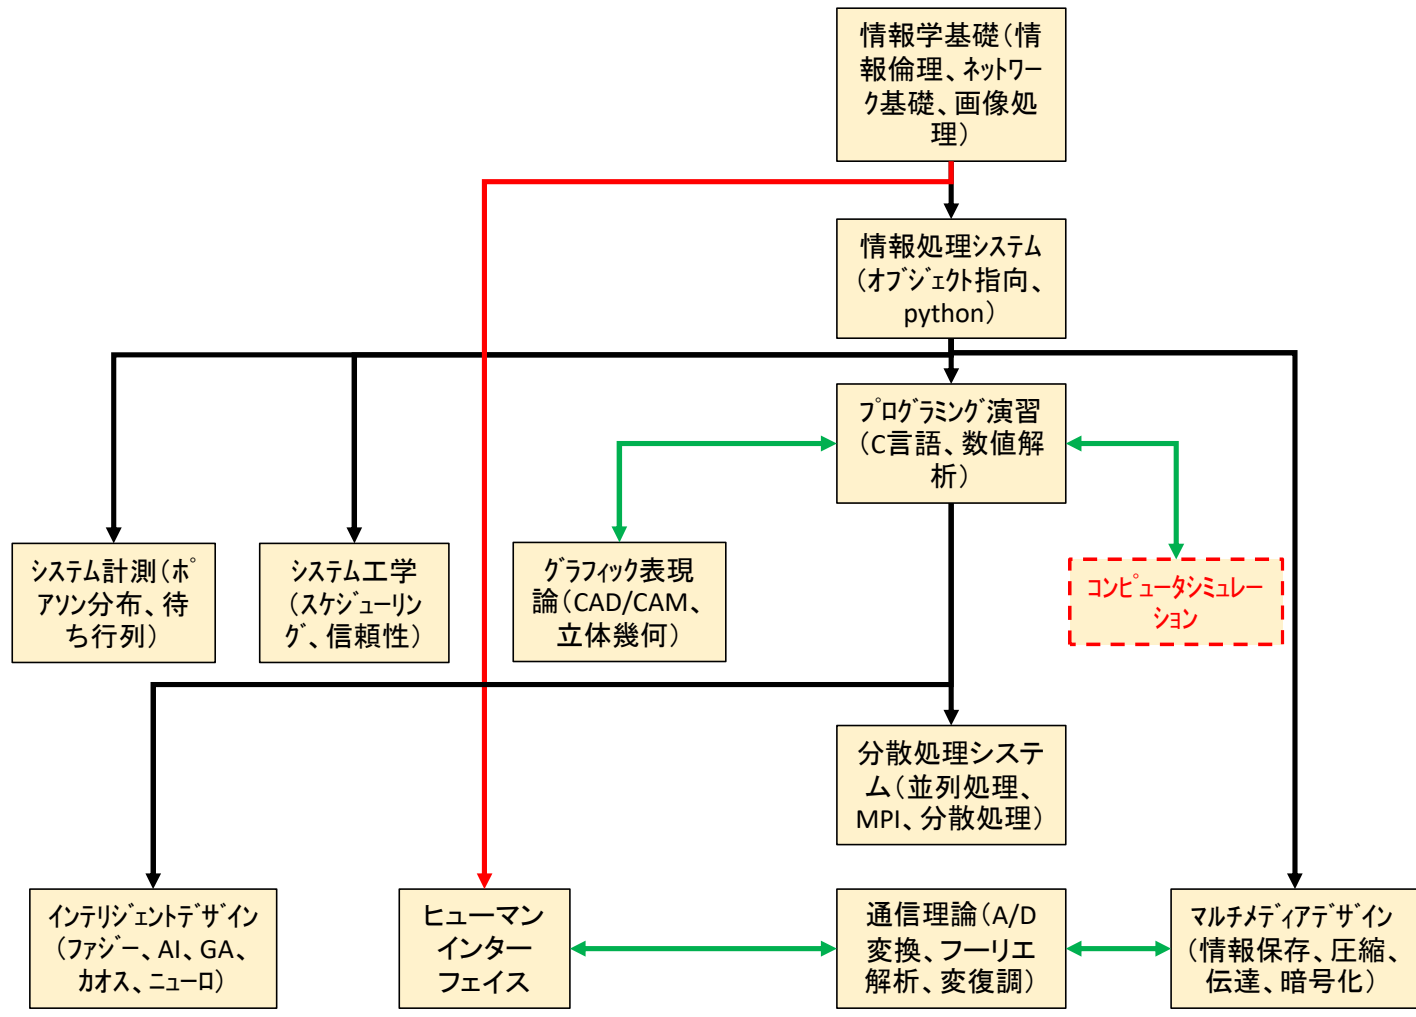 情報学基礎（情
報倫理、ネットワー
ク基礎、画像処
理）
情報処理システム
（オブジェクト指向、
python）
プログラミング演習
（C言語、数値解
析）
システム計測（ポ
アソン分布、待
ち行列）
システム工学
（スケジューリン
グ、信頼性）
グラフィック表現
論（CAD/CAM、
立体幾何）
コンピュータシミュレー
ション
分散処理システ
ム（並列処理、
MPI、分散処理）
インテリジェントデザイン
（ファジー、AI、GA、
カオス、ニューロ）
ヒューマン
インター
フェイス
通信理論（A/D
変換、フーリエ
解析、変復調）
マルチメディアデザイン
（情報保存、圧縮、
伝達、暗号化）